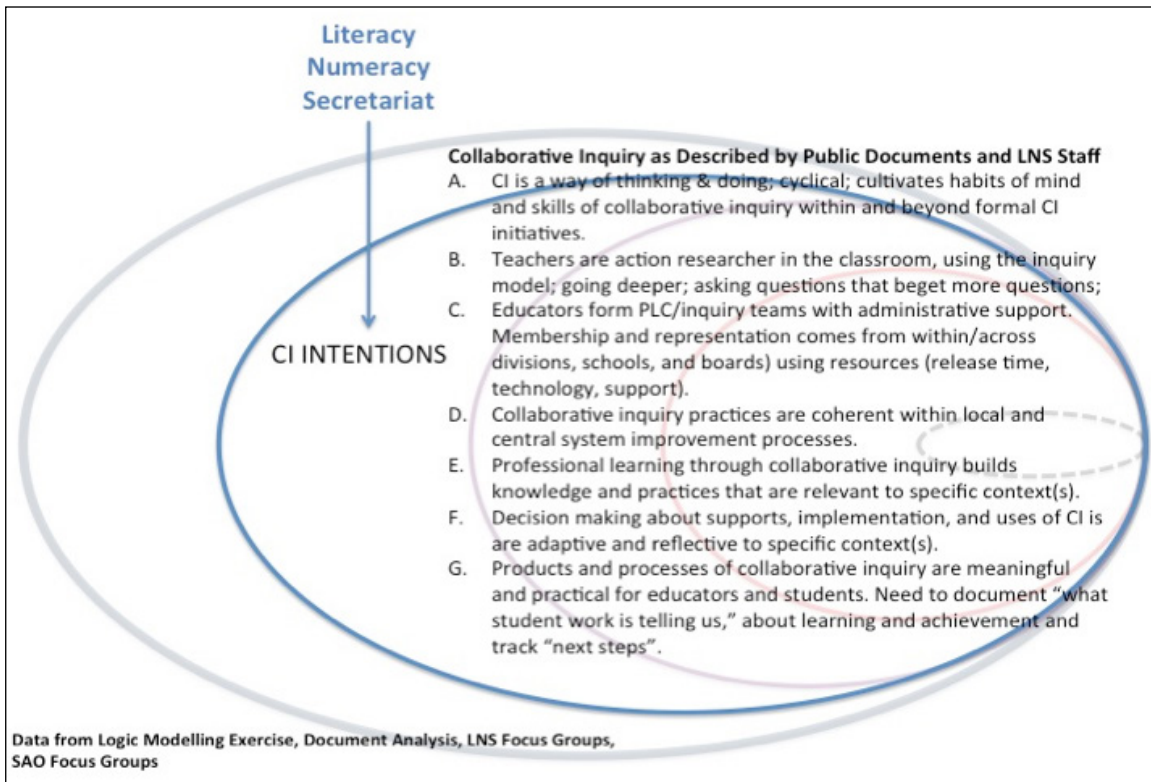 Literacy
Numeracy
Secretariat
Collaborative Inquiry as Described by Public Documents and LNS Staff
A. CI is a way of thinking & doing; cyclical; cultivates habits of mind
and skills of collaborative inquiry within and beyond formal CI
initiatives.
B. Teachers are action researcher in the classroom, using the inquiry
model; going deeper; asking questions that beget more questions;
C. Educators form PLC/inquiry teams with administrative support.
Membership and representation comes from within/across
divisions, schools, and boards) using resources (release time,
technology, support).
D. Collaborative inquiry practices are coherent within local and
central system improvement processes.
E. Professional learning through collaborative inquiry builds
knowledge and practices that are relevant to specific context(s).
F. Decision making about supports, implementation, and uses of CI is
are adaptive and reflective to specific context(s).
G. Products and processes of collaborative inquiry are meaningful
and practical for educators and students. Need to document “what
student work is telling us,” about learning and achievement and
track “next steps”.
CI INTENTIONS
Data from Logic Modelling Exercise, Document Analysis, LNS Focus Groups,
SAO Focus Groups